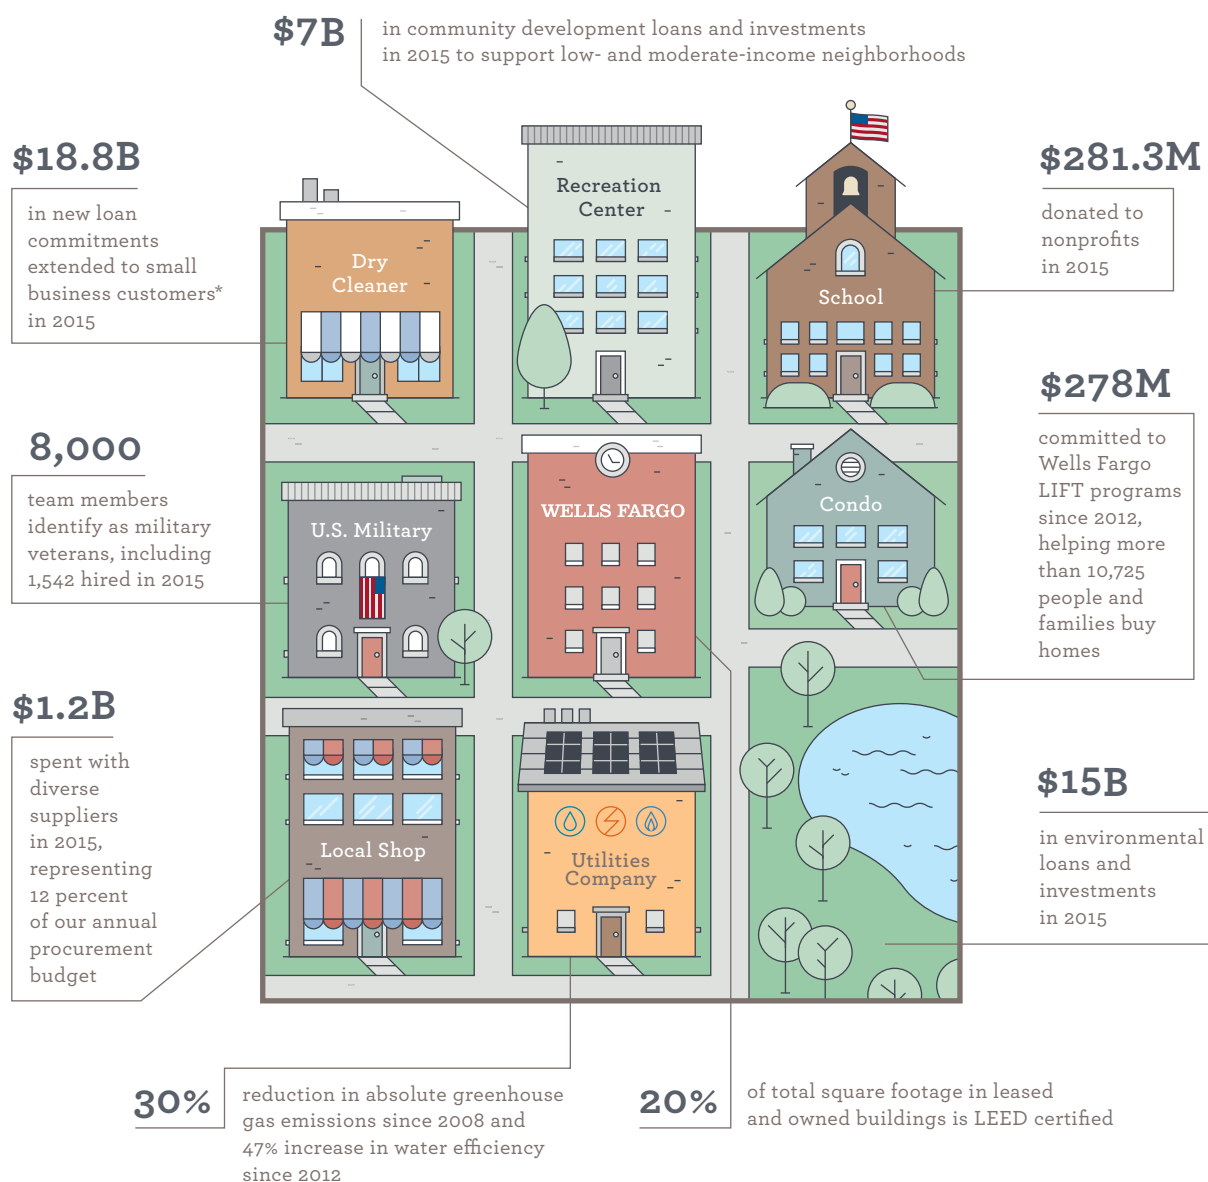 $7B
in community development loans and investments
in 2015 to support low- and moderate-income neighborhoods
$18.8B
in new loan
commitments
extended to small
business customers*
in 2015
$281.3M
donated to
nonprofits
in 2015
Dry
Cleaner
Recreation
Center
School
8,000
team members
identify as military
veterans, including
1,542 hired in 2015
$278M
committed to
Wells Fargo
LIFT programs
since 2012,
helping more
than 10,725
people and
families buy
homes
U.S. Military
WELLS FARGO
Condo
$1.2B
spent with
diverse
suppliers
in 2015,
representing
12 percent
of our annual
procurement
budget
Local Shop
Utilities
Company
$15B
in environmental
loans and
investments
in 2015
30%
reduction in absolute greenhouse
gas emissions since 2008 and
47% increase in water efficiency
since 2012
20%
of total square footage in leased
and owned buildings is LEED certified